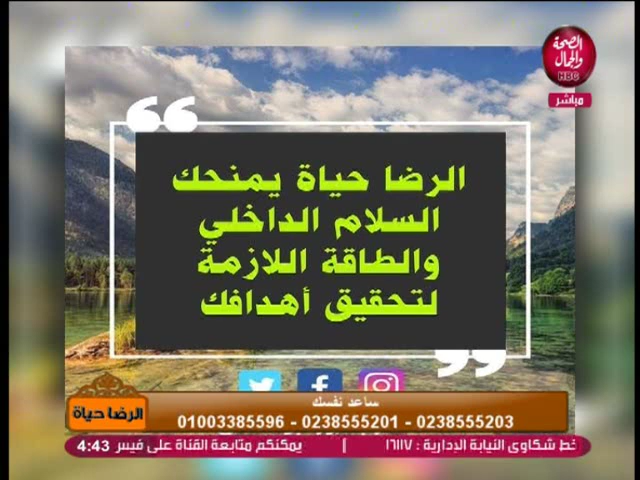 الصحة
والجمال
HBC
مباشر
الرضا حياة يمنحك
السلام الداخلي
والطاقة اللازمة
لتحقيق أهدافك
ساعد نفسك
01003385596 - 0238555201 - 0238555203
الرضا حياة
خط شكاوى النيابة الإدارية : ١٦١١٧ | يمكنكم متابعة القناة على فيس 4:43